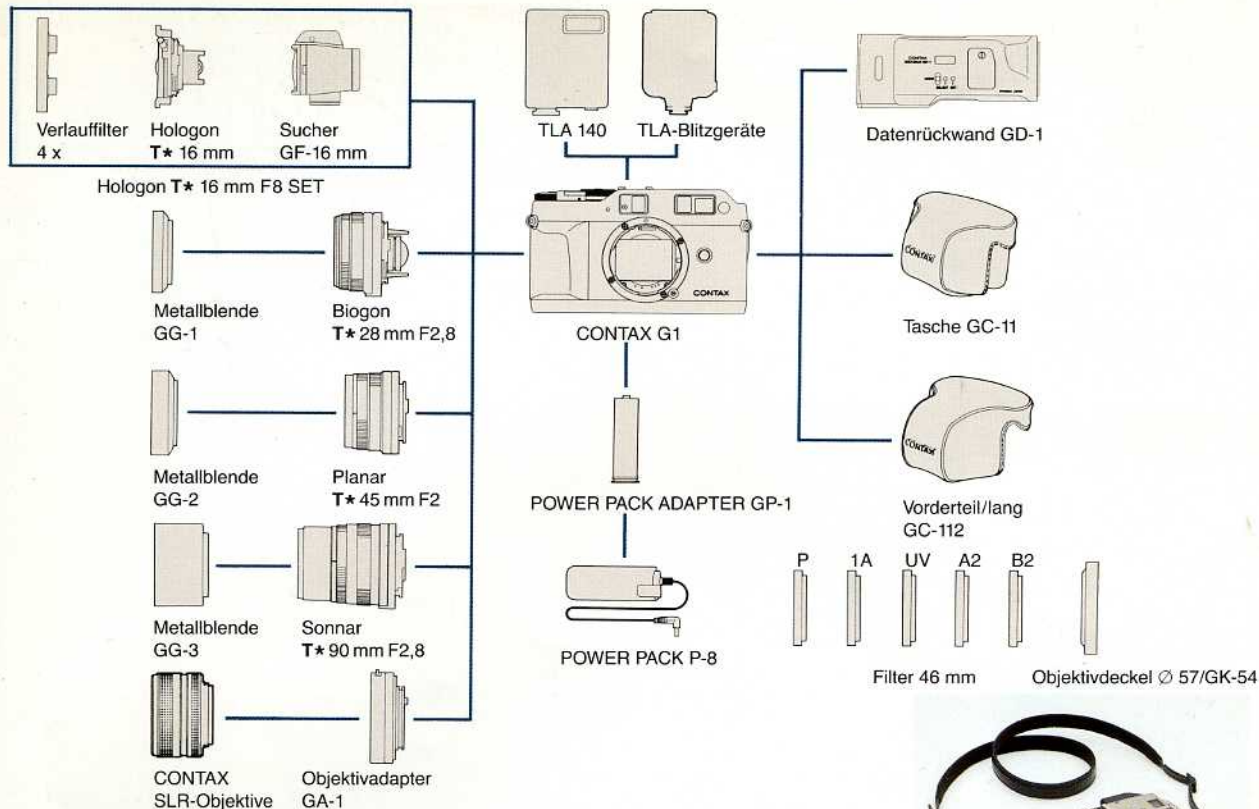 Verlauffilter
4 x
Hologon
T* 16 mm
Sucher
GF-16 mm
Hologon T* 16 mm F8 SET
TLA 140
TLA-Blitzgeräte
Datenrückwand GD-1
Metallblende
GG-1
Biogon
T* 28 mm F2,8
CONTAX
CONTAX G1
CONTAX
Tasche GC-11
Metallblende
GG-2
Planar
T* 45 mm F2
POWER PACK ADAPTER GP-1
CONTAX
Vorderteil/lang
GC-112
Metallblende
GG-3
Sonnar
T* 90 mm F2,8
POWER PACK P-8
P 1A UV A2 B2
Filter 46 mm
Objektivdeckel ∅ 57/GK-54
CONTAX
SLR-Objektive
Objektivadapter
GA-1